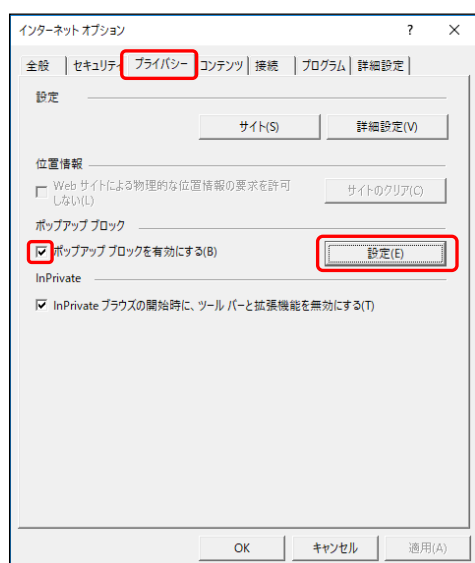 インターネット オプション ? ×
全般 セキュリティ プライバシー コンテンツ 接続 プログラム 詳細設定
設定
サイト(S) 詳細設定(V)
位置情報
Web サイトによる物理的な位置情報の要求を許可
しない(L)
サイトのクリア(C)
ポップアップ ブロック
ポップアップ ブロックを有効にする(B) 設定(E)
InPrivate
InPrivate ブラウズの開始時に、ツール バーと拡張機能を無効にする(T)
OK キャンセル 適用(A)